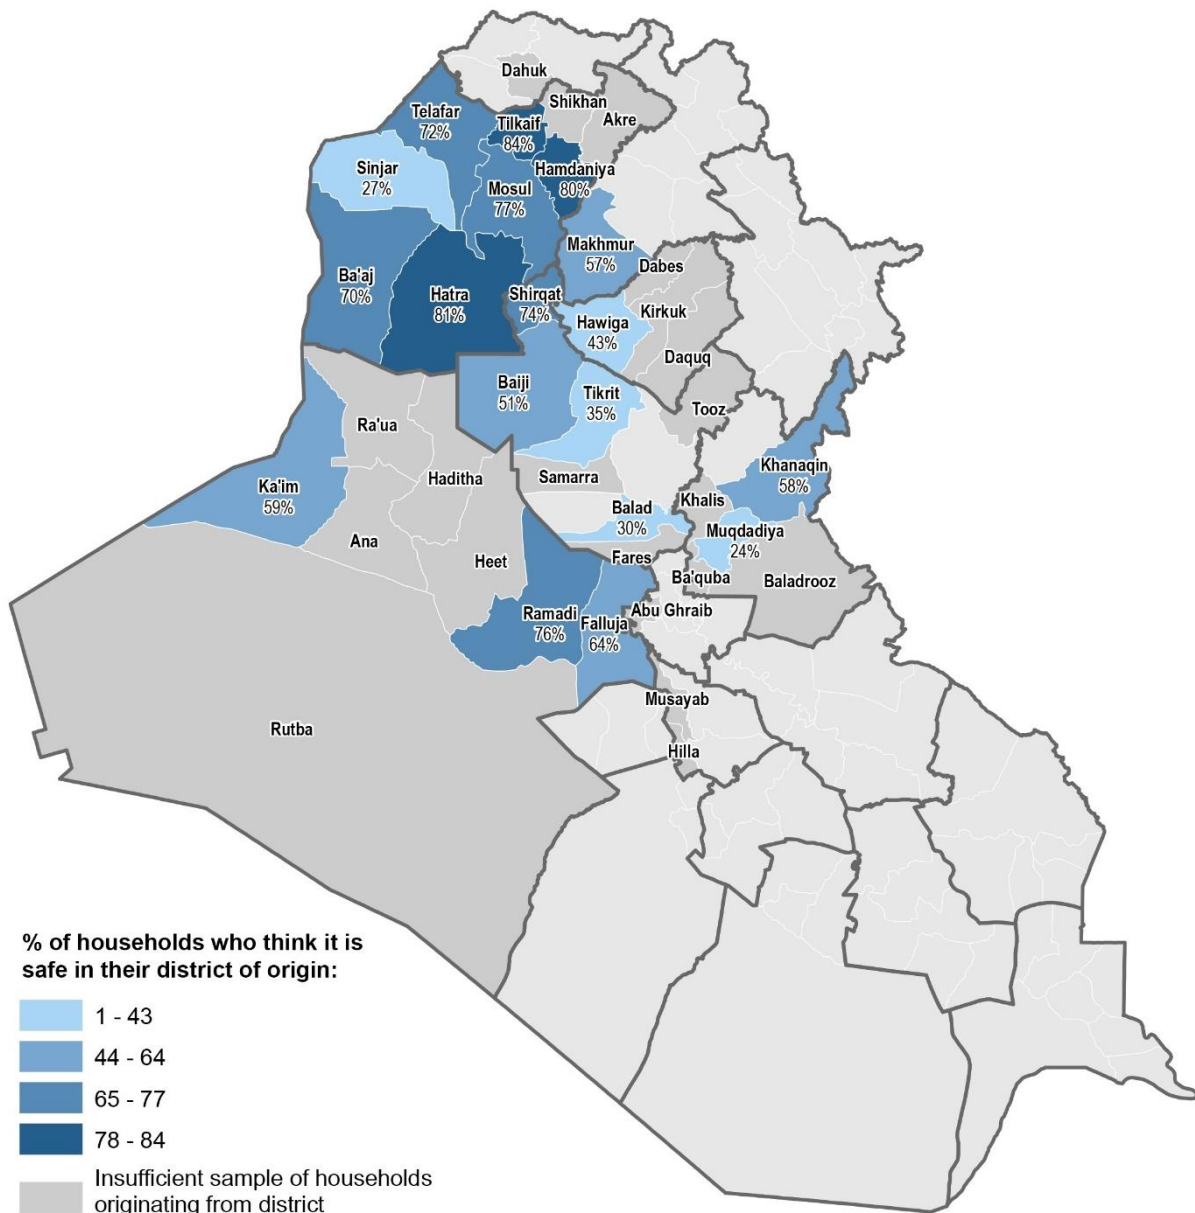 Dahuk
Shikhan
Akre
Telafar
72%
Tilkaif
84%
Sinjar
27%
Hamdaniya
80%
Mosul
77%
Makhmur
57%
Dabes
Ba'aj
70%
Hatra
81%
Shirqat
74%
Kirkuk
Hawiga
43%
Daquq
Baiji
51%
Tikrit
35%
Tooz
Ra'ua
Khanaqin
58%
Haditha
Samarra
Ka'im
59%
Khalis
Balad
30%
Muqdadiya
24%
Ana
Heet
Fares
Ba'quba
Baladrooz
Ramadi
76%
Falluja
64%
Abu Ghraib
Musayab
Rutba
Hilla
% of households who think it is
safe in their district of origin:
1 - 43
44 - 64
65 - 77
78 - 84
Insufficient sample of households
originating from district